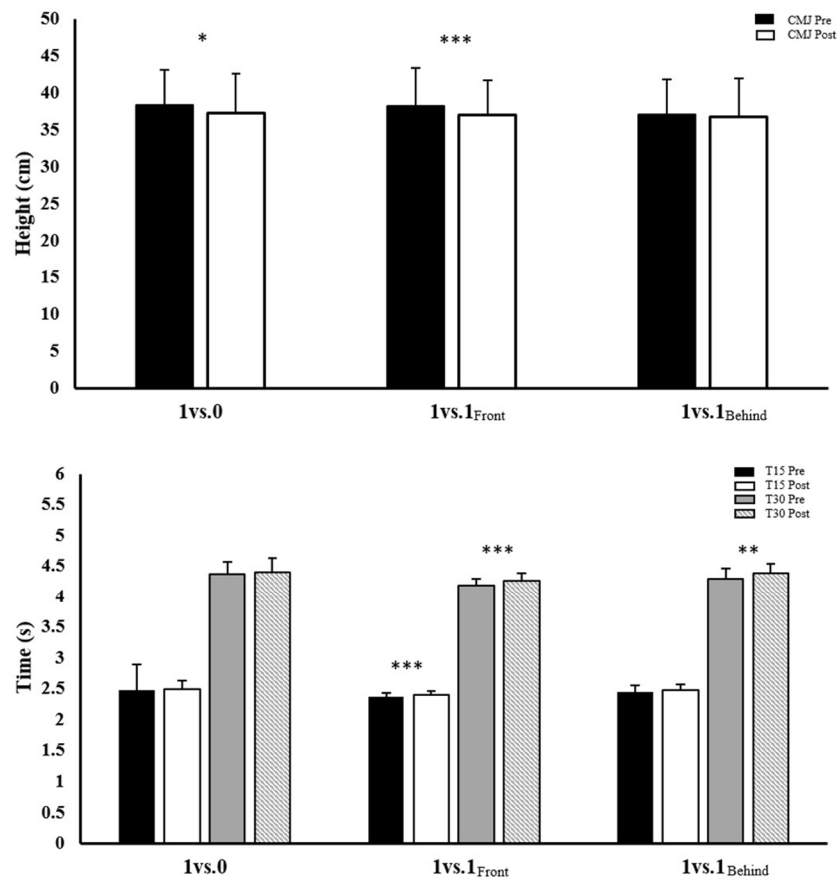 50
45
40
35
30
25
20
15
10
5
0
Height (cm)
*
***
CMJ Pre
CMJ Post
1vs.0
1vs.1Front
1vs.1Behind
6
5.5
5
4.5
4
3.5
3
2.5
2
1.5
1
0.5
0
Time (s)
T15 Pre
T15 Post
T30 Pre
T30 Post
***
***
**
1vs.0
1vs.1Front
1vs.1Behind